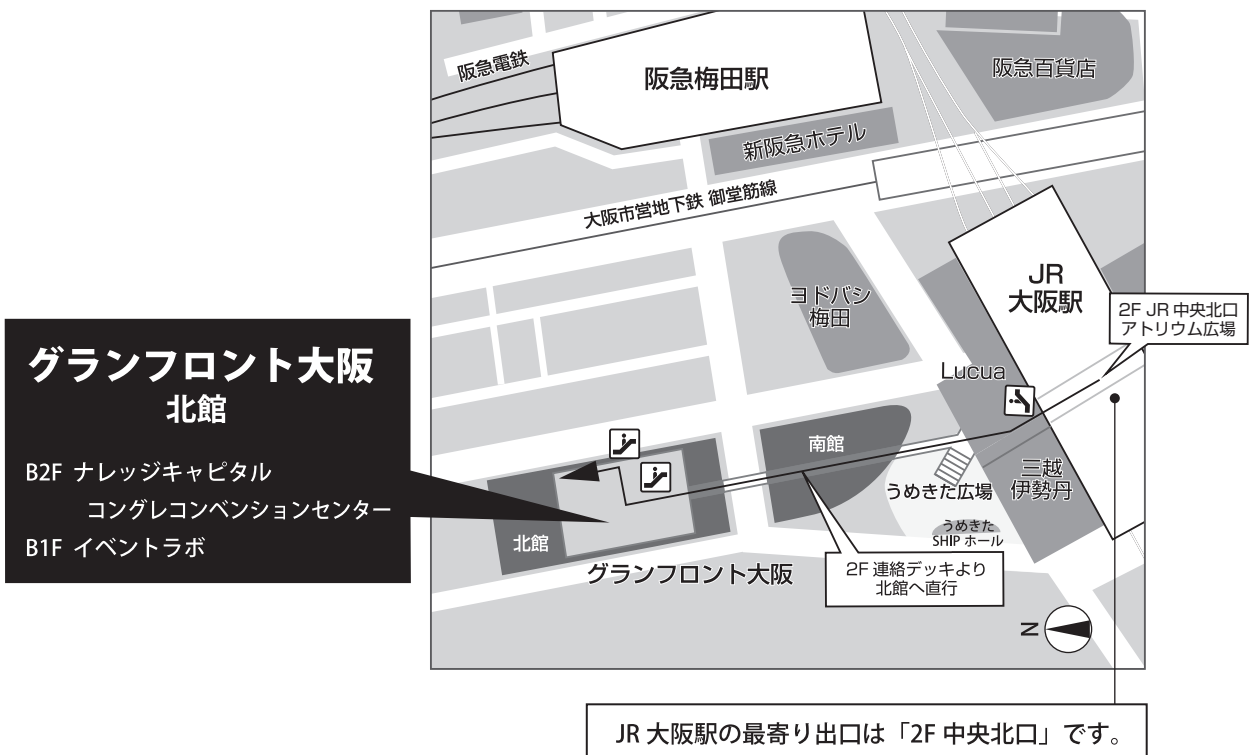 阪急電鉄
阪急梅田駅
阪急百貨店
新阪急ホテル
大阪市営地下鉄 御堂筋線
ヨドバシ
梅田
JR
大阪駅
2F JR 中央北口
アトリウム広場
Lucua
グランフロント大阪
北館
B2F ナレッジキャピタル
コングレコンベンションセンター
B1F イベントラボ
南館
三越
伊勢丹
うめきた広場
うめきた
SHIP ホール
北館
グランフロント大阪
2F 連絡デッキより
北館へ直行
N
JR 大阪駅の最寄り出口は「2F 中央北口」です。